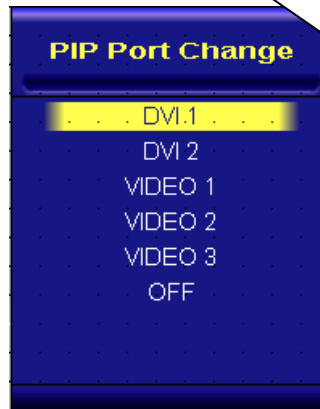 PIP Port Change
DVI 1
DVI 2
VIDEO 1
VIDEO 2
VIDEO 3
OFF